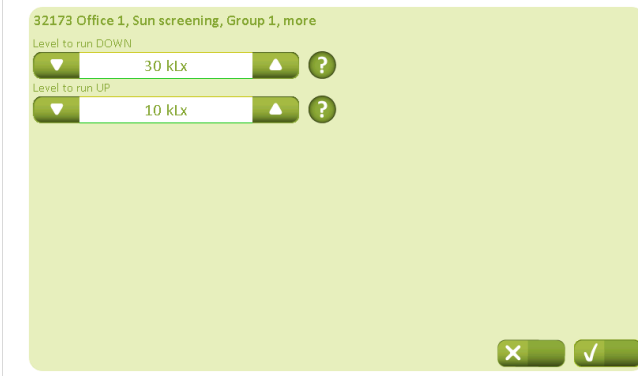 32173 Office 1, Sun screening, Group 1, more
Level to run DOWN
30 kLx
?
Level to run UP
10 kLx
?